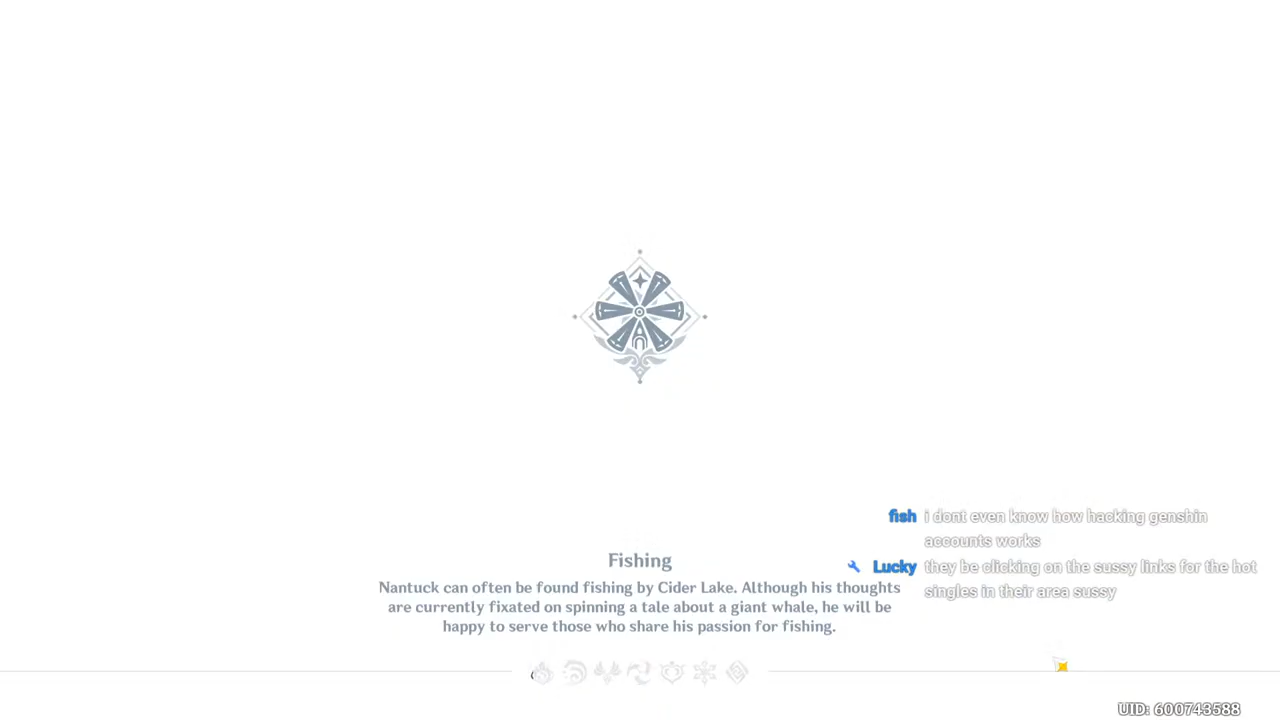 fish i dont even know how hacking genshin
accounts works
Fishing
Lucky they be clicking on the sussy links for the hot
singles in their area sussy
Nantuck can often be found fishing by Cider Lake. Although his thoughts
are currently fixated on spinning a tale about a giant whale, he will be
happy to serve those who share his passion for fishing.
UID: 600743588